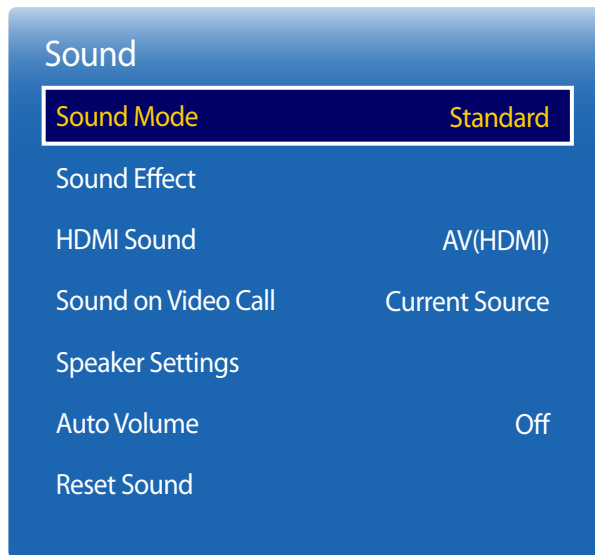 Sound
Sound Mode Standard
Sound Effect
HDMI Sound AV(HDMI)
Sound on Video Call Current Source
Speaker Settings
Auto Volume Off
Reset Sound